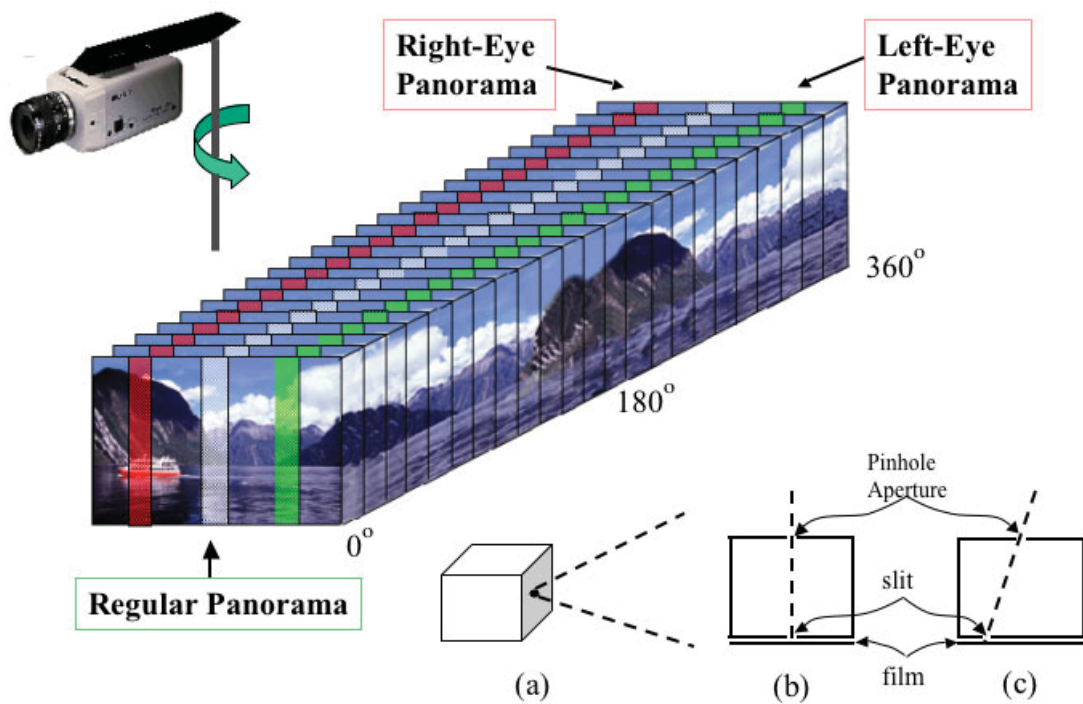 Right-Eye
Panorama
Left-Eye
Panorama
360°
180°
0°
Regular Panorama
Pinhole
Aperture
slit
film
(a)
(b)
(c)